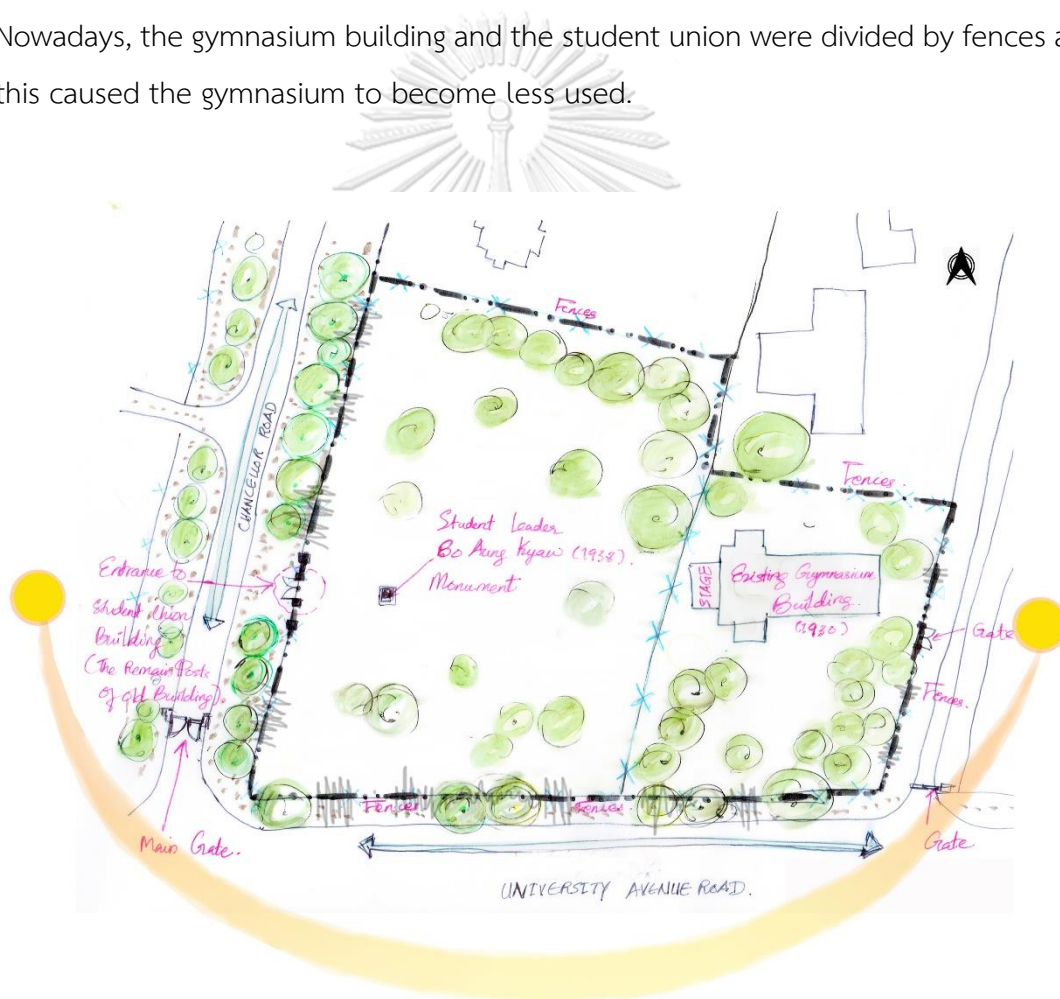 Nowadays, the gymnasium building and the student union were divided by fences a
this caused the gymnasium to become less used.
Fences
CHANCELLOR ROAD
Fences.
Student Leader
Bo Aung Kyaw (1938).
Monument
STAGE
Existing Gymnasium
Building.
(1930)
Entrance to
Student Union
Building
(The Remain Posts
of old Building).
Gate
Fences.
Fences
Fences.
Main Gate.
Gate
UNIVERSITY AVENUE ROAD.